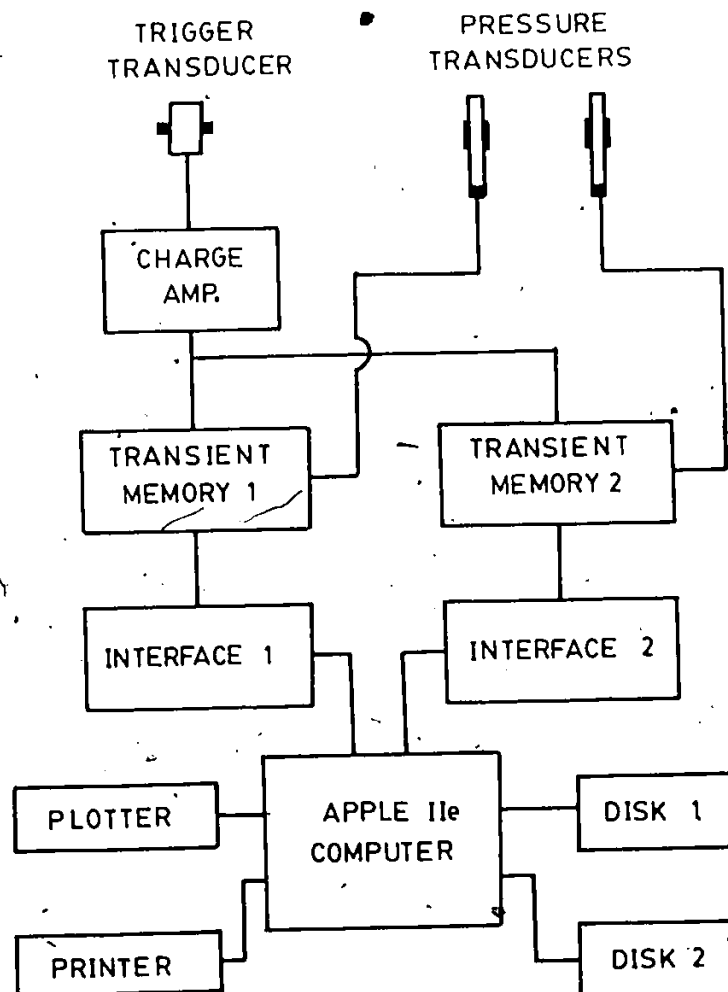 TRIGGER
TRANSDUCER
PRESSURE
TRANSDUCERS
CHARGE
AMP.
TRANSIENT
MEMORY 1
TRANSIENT
MEMORY 2
INTERFACE 1
INTERFACE 2
PLOTTER
APPLE IIe
COMPUTER
DISK 1
PRINTER
DISK 2